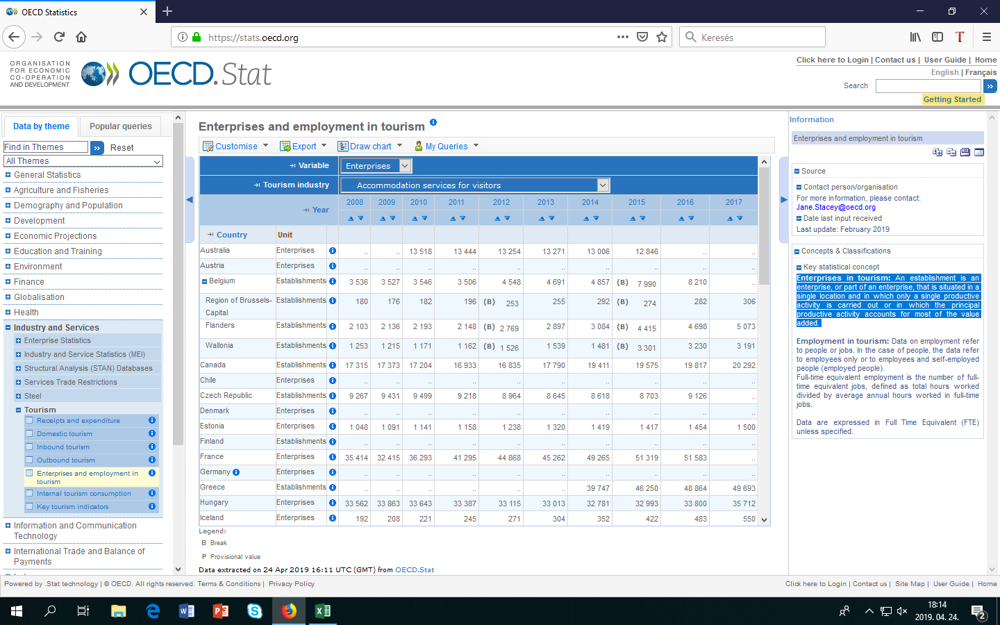 OECD Statistics
https://stats.oecd.org
Keresés
ORGANISATION
FOR ECONOMIC
CO-OPERATION
AND DEVELOPMENT
OECD.Stat
Click here to Login | Contact us | User Guide | Home
English | Français
Search
Getting Started
Data by theme
Popular queries
Find in Themes
Reset
All Themes
General Statistics
Agriculture and Fisheries
Demography and Population
Development
Economic Projections
Education and Training
Environment
Finance
Globalisation
Health
Industry and Services
Enterprise Statistics
Industry and Service Statistics (MEI)
Structural Analysis (STAN) Databases
Services Trade Restrictions
Steel
Tourism
Receipts and expenditure
Domestic tourism
Inbound tourism
Outbound tourism
Enterprises and employment in
tourism
Internal tourism consumption
Key tourism indicators
Information and Communication
Technology
International Trade and Balance of
Payments
Enterprises and employment in tourism
Customise
Export
Draw chart
My Queries
Variable Enterprises
Tourism industry Accommodation services for visitors
Year 2008 2009 2010 2011 2012 2013 2014 2015 2016 2017
Country Unit
Australia Enterprises .. .. 13 518 13 444 13 254 13 271 13 006 12 846 .. ..
Austria Enterprises .. .. .. .. .. .. .. .. .. ..
Belgium Establishments 3 536 3 527 3 546 3 506 4 548 4 691 4 857 (B) 7 990 8 210 ..
Region of Brussels- Establishments 180 176 182 196 (B) 253 255 292 (B) 274 282 306
Capital
Flanders Establishments 2 103 2 136 2 193 2 148 (B) 2 769 2 897 3 084 (B) 4 415 4 698 5 073
Wallonia Establishments 1 253 1 215 1 171 1 162 (B) 1 526 1 539 1 481 (B) 3 301 3 230 3 191
Canada Establishments 17 315 17 373 17 204 16 933 16 835 17 790 19 411 19 575 19 817 20 292
Chile Enterprises .. .. .. .. .. .. .. .. .. ..
Czech Republic Establishments 9 267 9 431 9 499 9 218 8 964 8 645 8 618 8 703 9 126 ..
Denmark Enterprises .. .. .. .. .. .. .. .. .. ..
Estonia Enterprises 1 048 1 091 1 141 1 158 1 238 1 320 1 419 1 417 1 454 1 500
Finland Establishments .. .. .. .. .. .. .. .. .. ..
France Enterprises 35 414 32 415 36 293 41 295 44 868 45 262 49 265 51 319 51 583 ..
Germany Enterprises .. .. .. .. .. .. .. .. .. ..
Greece Establishments .. .. .. .. .. .. 39 747 46 250 48 864 49 693
Hungary Enterprises 33 562 33 863 33 643 33 387 33 115 33 013 32 781 32 993 33 800 35 712
Iceland Enterprises 192 208 221 245 271 304 352 422 483 550
Legend:
B Break
P Provisional value
Data extracted on 24 Apr 2019 16:11 UTC (GMT) from OECD.Stat
Information
Enterprises and employment in tourism
Source
Contact person/organisation
For more information, please contact:
Jane.Stacey@oecd.org
Date last input received
Last update: February 2019
Concepts & Classifications
Key statistical concept
Enterprises in tourism: An establishment is an
enterprise, or part of an enterprise, that is situated in a
single location and in which only a single productive
activity is carried out or in which the principal
productive activity accounts for most of the value
added.
Employment in tourism: Data on employment refer
to people or jobs. In the case of people, the data refer
to employees only or to employees and self-employed
people (employed people).
Full-time equivalent employment is the number of full-
time equivalent jobs, defined as total hours worked
divided by average annual hours worked in full-time
jobs.
Data are expressed in Full Time Equivalent (FTE)
unless specified.
Powered by .Stat technology | © OECD. All rights reserved. Terms & Conditions | Privacy Policy
Click here to Login | Contact us | Site Map | User Guide | Home
18:14
2019. 04. 24.
2